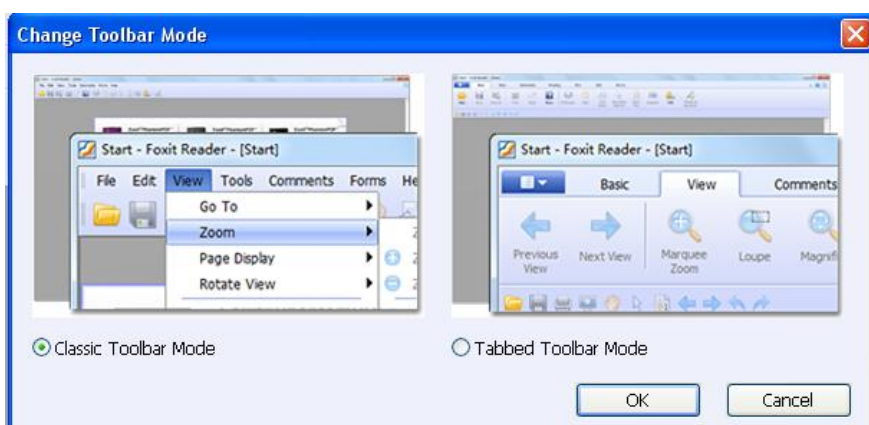 Change Toolbar Mode
Start - Foxit Reader - [Start]
File Edit View Tools Comments Forms He
Go To
Zoom
Page Display
Rotate View
Start - Foxit Reader - [Start]
Basic View Comments
Previous View Next View Marquee Zoom Loupe Magnifi
Classic Toolbar Mode
Tabbed Toolbar Mode
OK Cancel